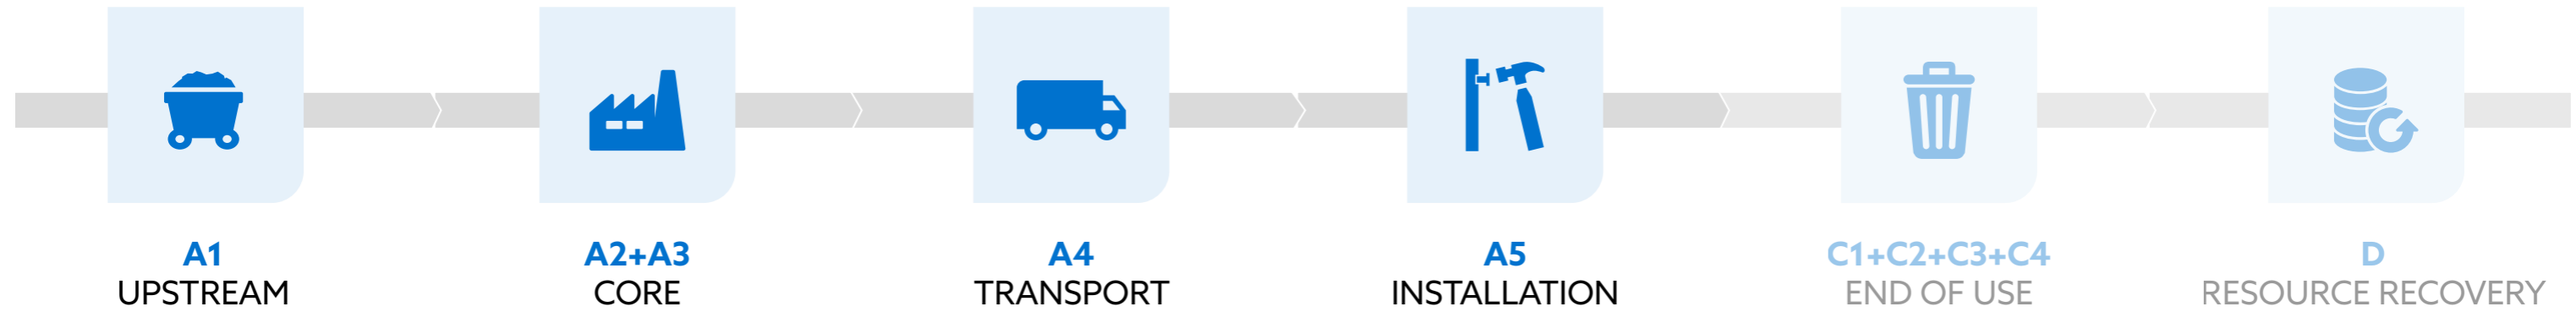 A1
UPSTREAM
A2+A3
CORE
A4
TRANSPORT
A5
INSTALLATION
C1+C2+C3+C4
END OF USE
D
RESOURCE RECOVERY